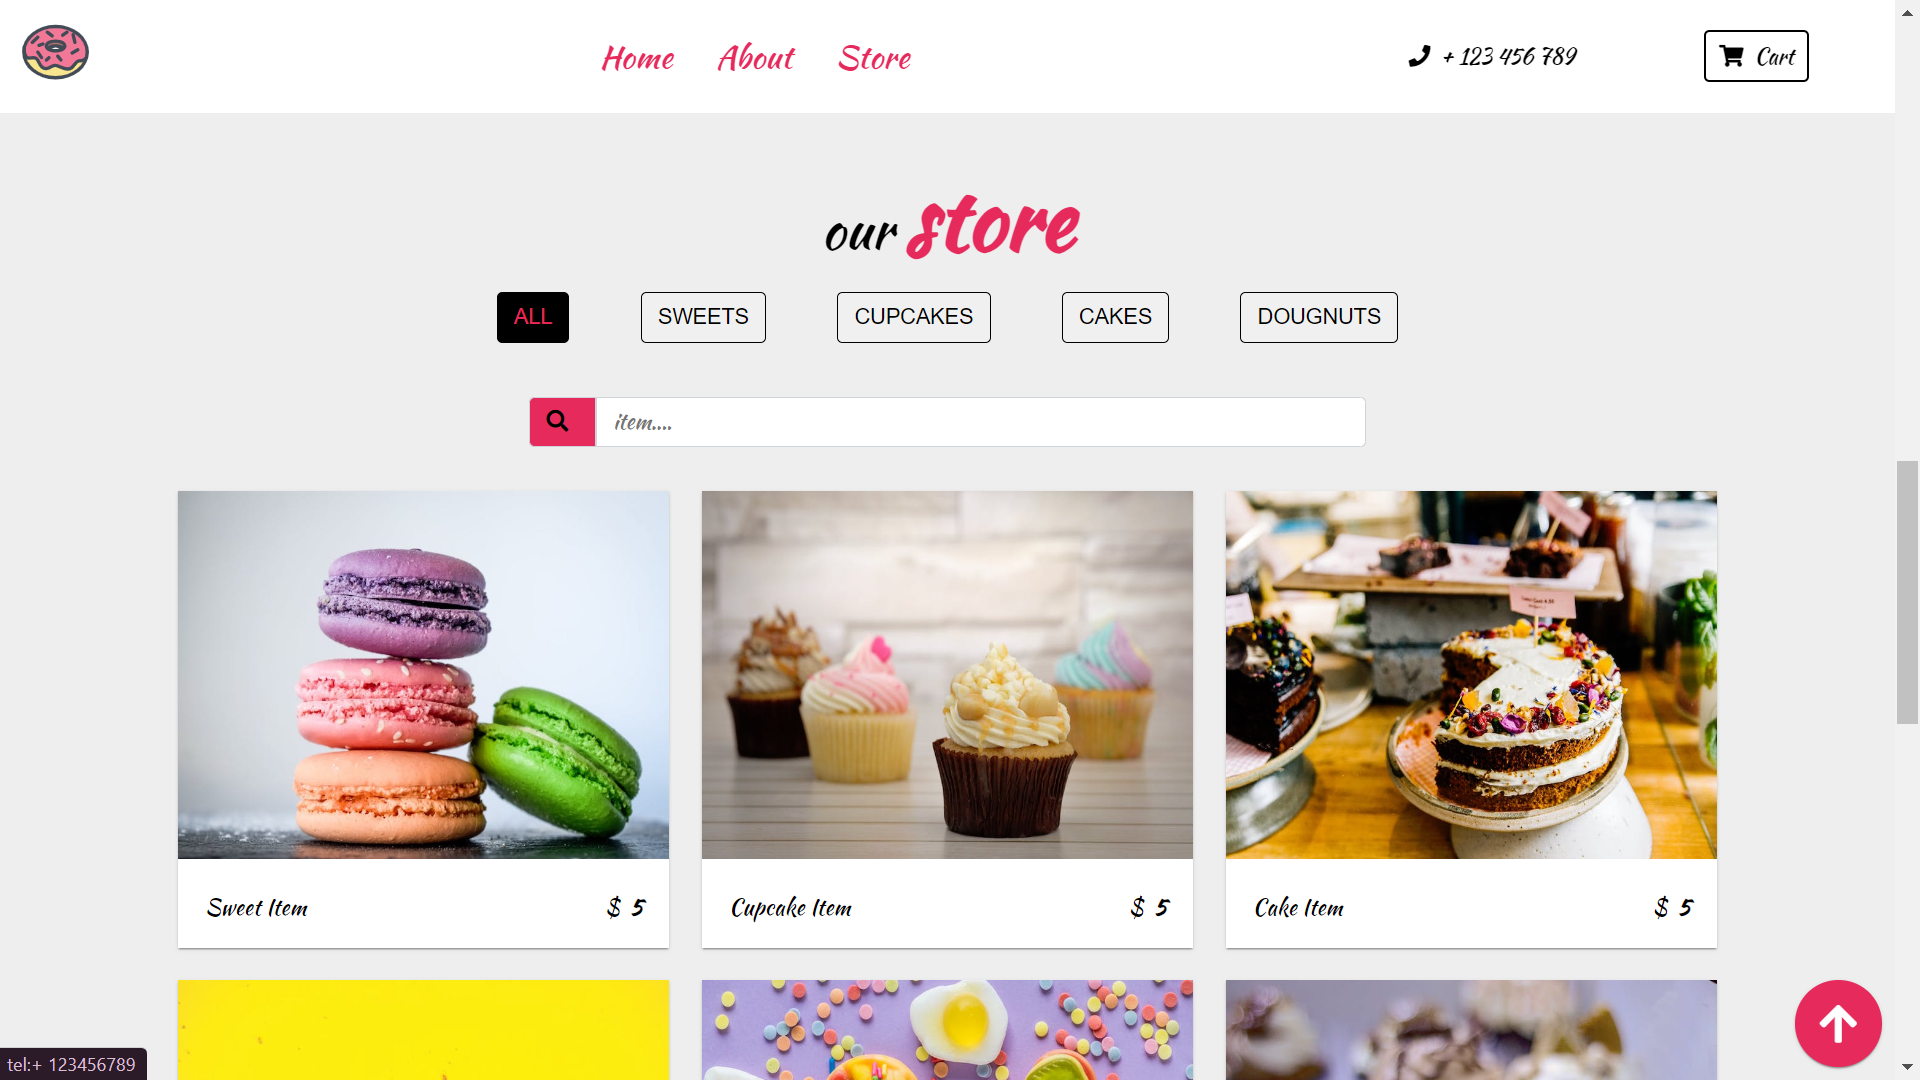 Home About Store + 123 456 789 Cart
our store
ALL SWEETS CUPCAKES CAKES DOUGNUTS
item....
Sweet Item $ 5 Cupcake Item $ 5 Cake Item $ 5
tel:+ 123456789